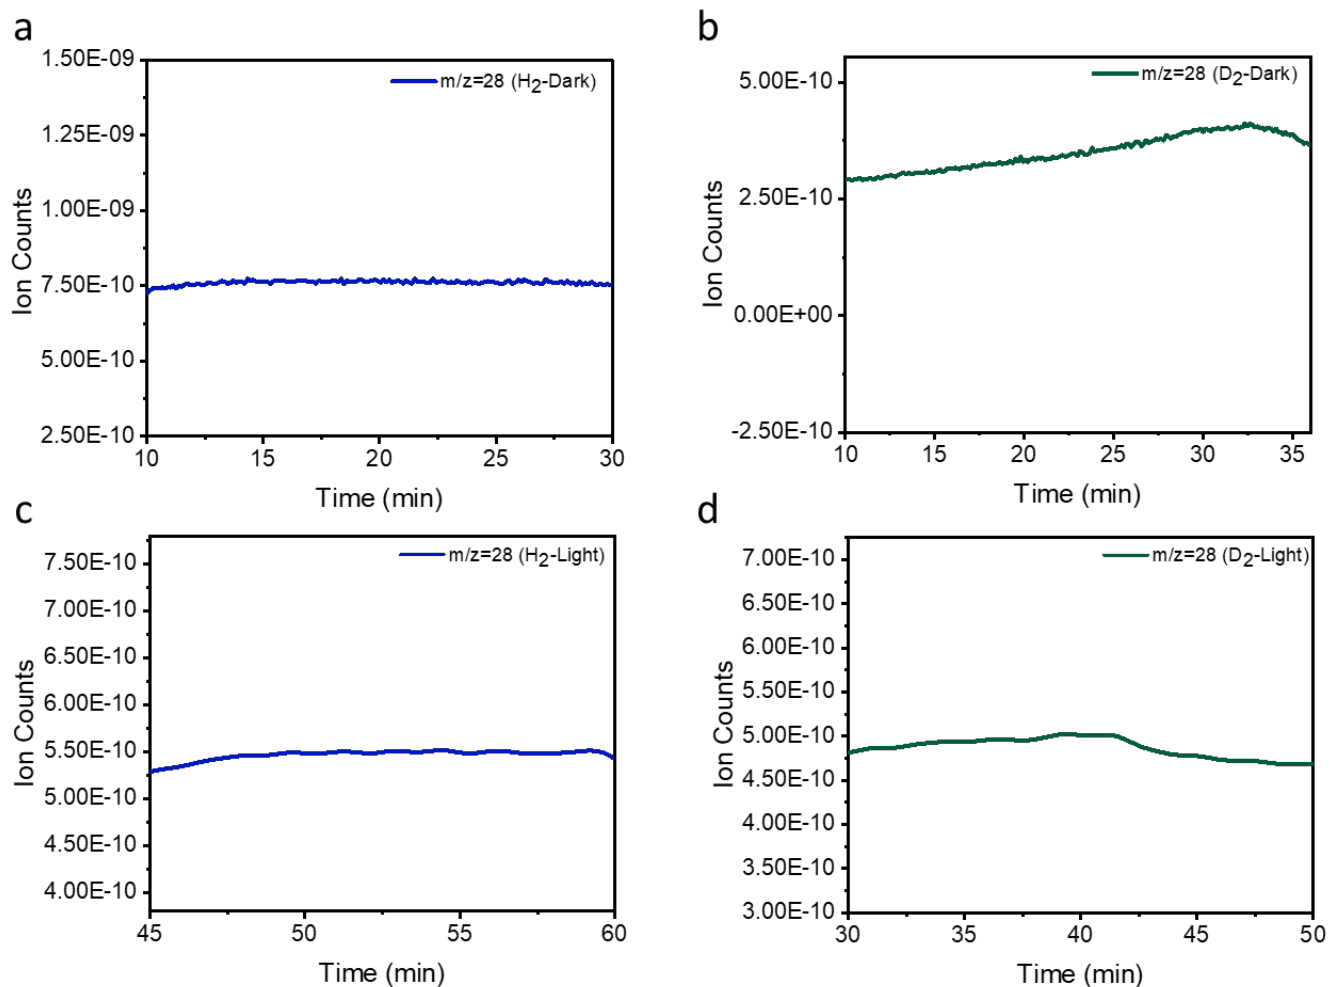 a
m/z=28 (H2-Dark)
1.50E-09
1.25E-09
1.00E-09
7.50E-10
5.00E-10
2.50E-10
Ion Counts
10 15 20 25 30
Time (min)
b
m/z=28 (D2-Dark)
5.00E-10
2.50E-10
0.00E+00
-2.50E-10
Ion Counts
10 15 20 25 30 35
Time (min)
c
m/z=28 (H2-Light)
7.50E-10
7.00E-10
6.50E-10
6.00E-10
5.50E-10
5.00E-10
4.50E-10
4.00E-10
Ion Counts
45 50 55 60
Time (min)
d
m/z=28 (D2-Light)
7.00E-10
6.50E-10
6.00E-10
5.50E-10
5.00E-10
4.50E-10
4.00E-10
3.50E-10
3.00E-10
Ion Counts
30 35 40 45 50
Time (min)